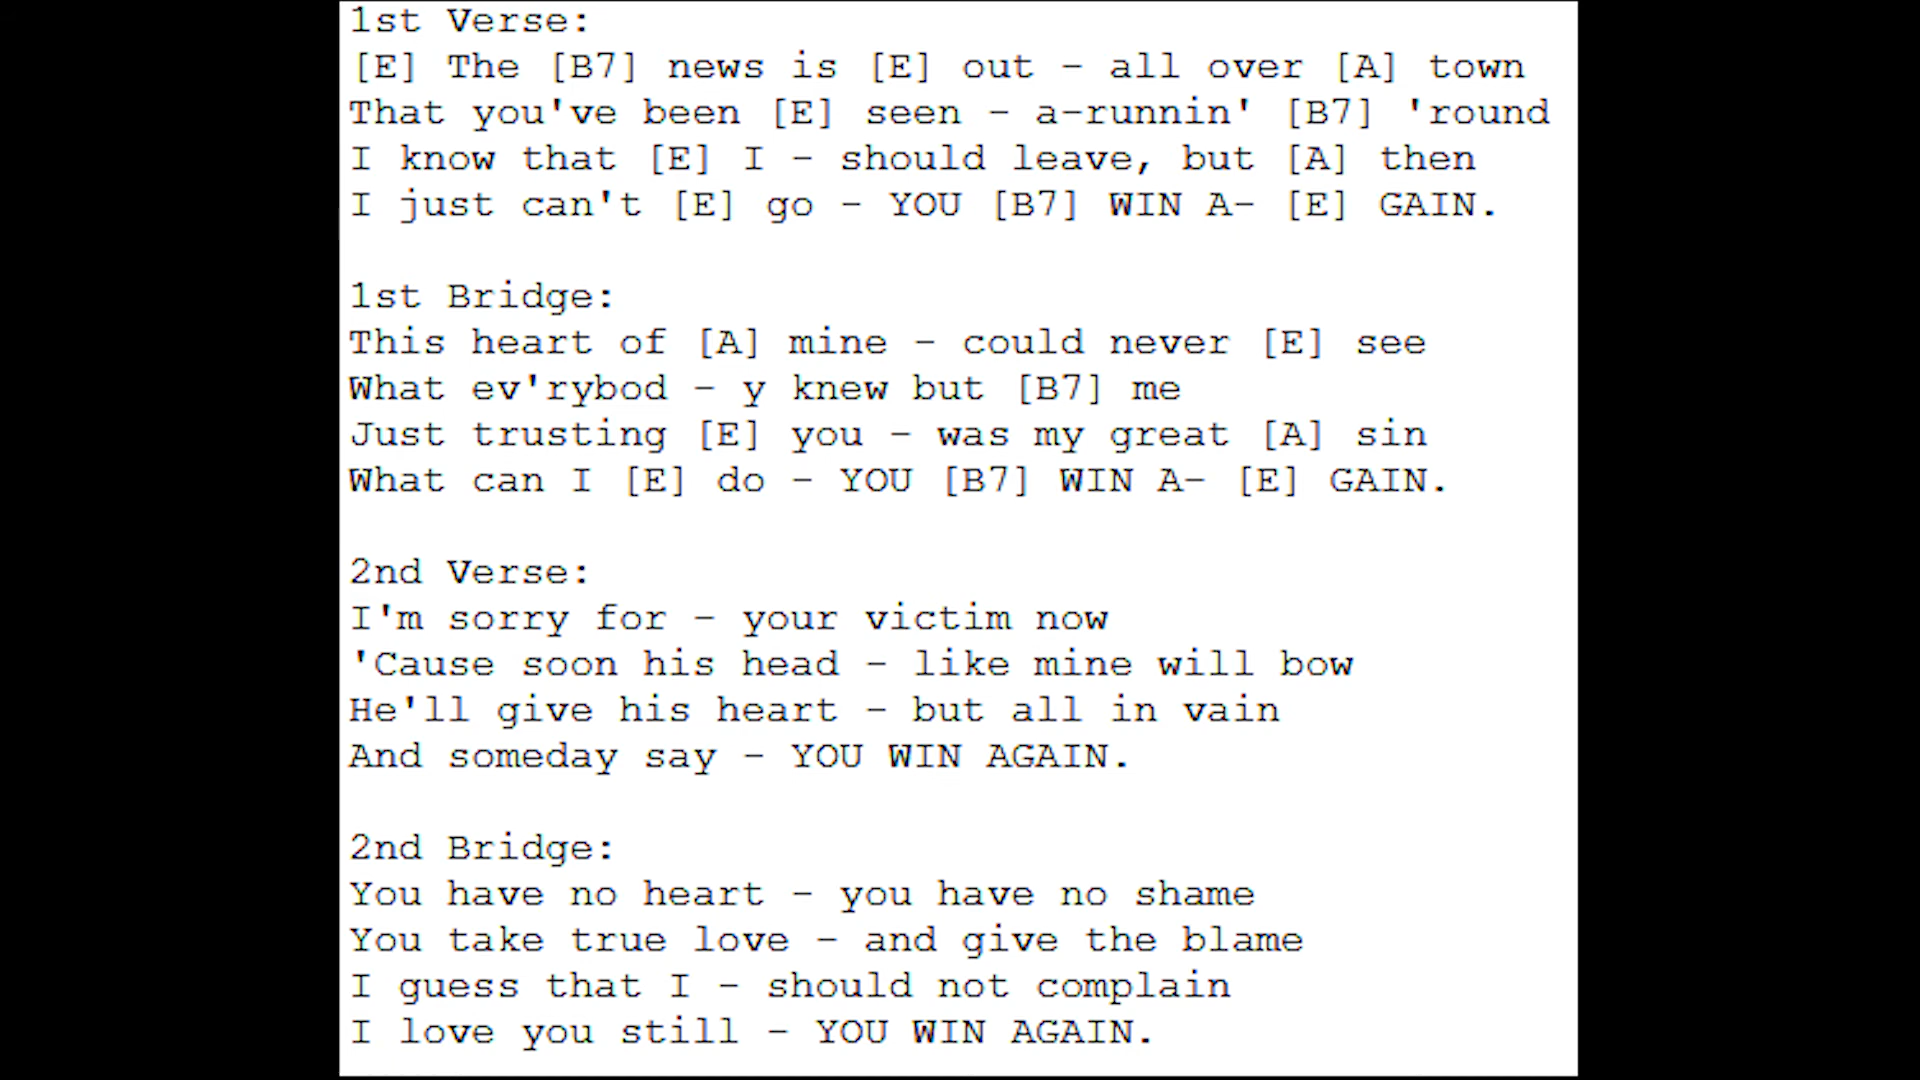 1st Verse:
[E] The [B7] news is [E] out - all over [A] town
That you've been [E] seen - a-runnin' [B7] 'round
I know that [E] I - should leave, but [A] then
I just can't [E] go - YOU [B7] WIN A- [E] GAIN.

1st Bridge:
This heart of [A] mine - could never [E] see
What ev'rybod - y knew but [B7] me
Just trusting [E] you - was my great [A] sin
What can I [E] do - YOU [B7] WIN A- [E] GAIN.

2nd Verse:
I'm sorry for - your victim now
'Cause soon his head - like mine will bow
He'll give his heart - but all in vain
And someday say - YOU WIN AGAIN.

2nd Bridge:
You have no heart - you have no shame
You take true love - and give the blame
I guess that I - should not complain
I love you still - YOU WIN AGAIN.